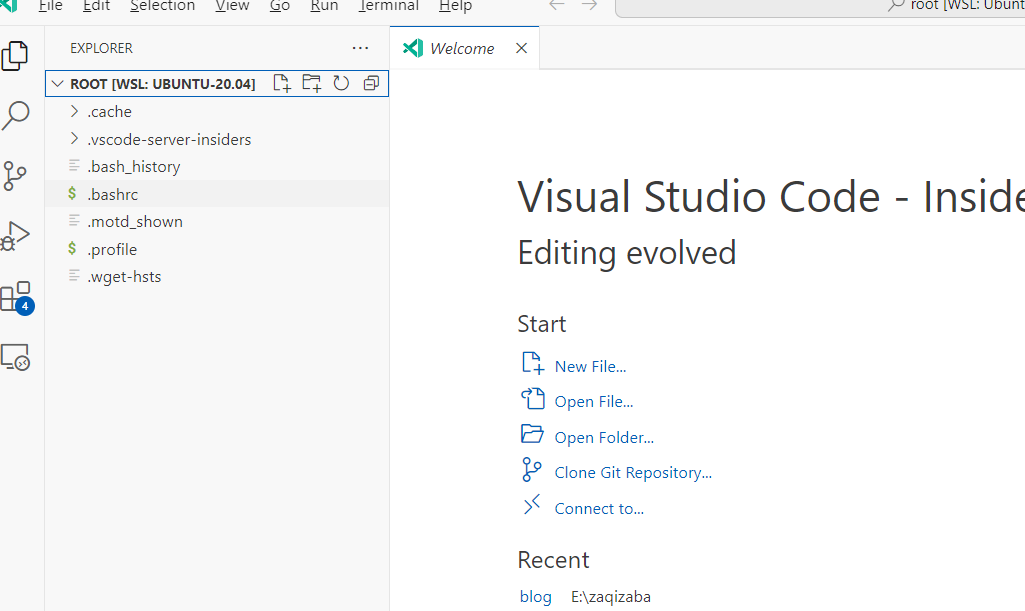 File Edit Selection View Go Run Terminal Help
root [WSL: Ubunt
EXPLORER
Welcome
ROOT [WSL: UBUNTU-20.04]
.cache
.vscode-server-insiders
.bash_history
$ .bashrc
.motd_shown
$ .profile
.wget-hsts
4
Visual Studio Code - Inside
Editing evolved
Start
New File...
Open File...
Open Folder...
Clone Git Repository...
Connect to...
Recent
blog E:\zaqizaba